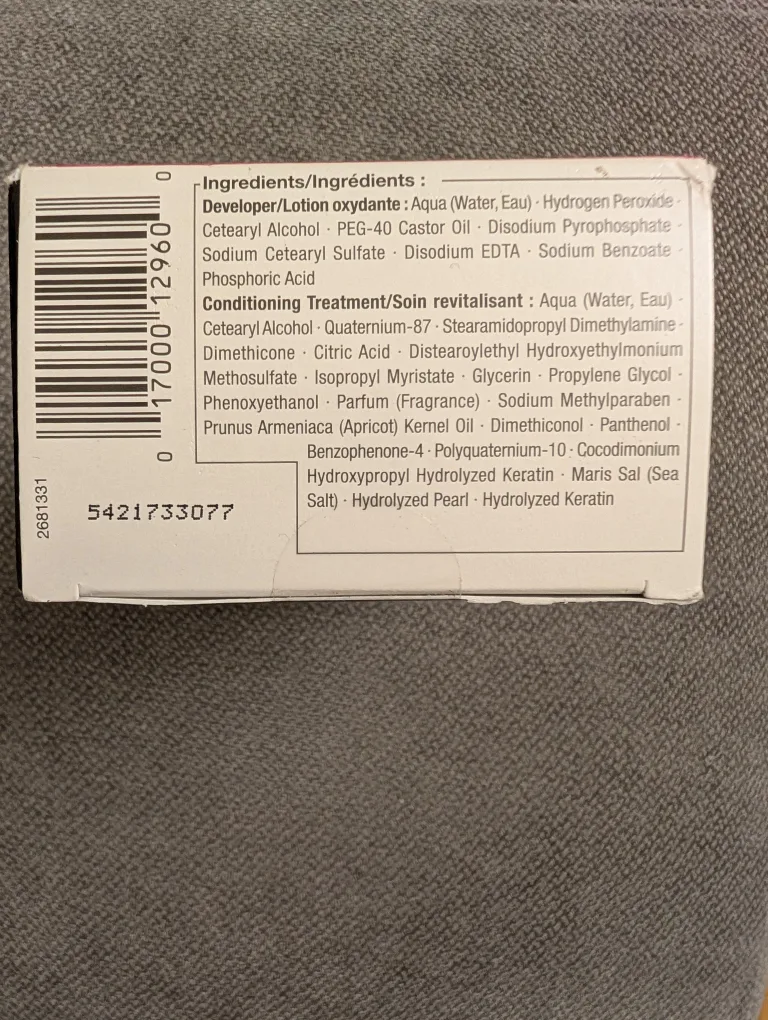 Ingredients/Ingrédients :
Developer/Lotion oxydante : Aqua (Water, Eau) · Hydrogen Peroxide ·
Cetearyl Alcohol · PEG-40 Castor Oil · Disodium Pyrophosphate ·
Sodium Cetearyl Sulfate · Disodium EDTA · Sodium Benzoate ·
Phosphoric Acid
Conditioning Treatment/Soin revitalisant : Aqua (Water, Eau) ·
Cetearyl Alcohol · Quaternium-87 · Stearamidopropyl Dimethylamine ·
Dimethicone · Citric Acid · Distearoylethyl Hydroxyethylmonium
Methosulfate · Isopropyl Myristate · Glycerin · Propylene Glycol ·
Phenoxyethanol · Parfum (Fragrance) · Sodium Methylparaben ·
Prunus Armeniaca (Apricot) Kernel Oil · Dimethiconol · Panthenol ·
Benzophenone-4 · Polyquaternium-10 · Cocodimonium
Hydroxypropyl Hydrolyzed Keratin · Maris Sal (Sea
Salt) · Hydrolyzed Pearl · Hydrolyzed Keratin
0 17000 12960 0
2681331
5421733077